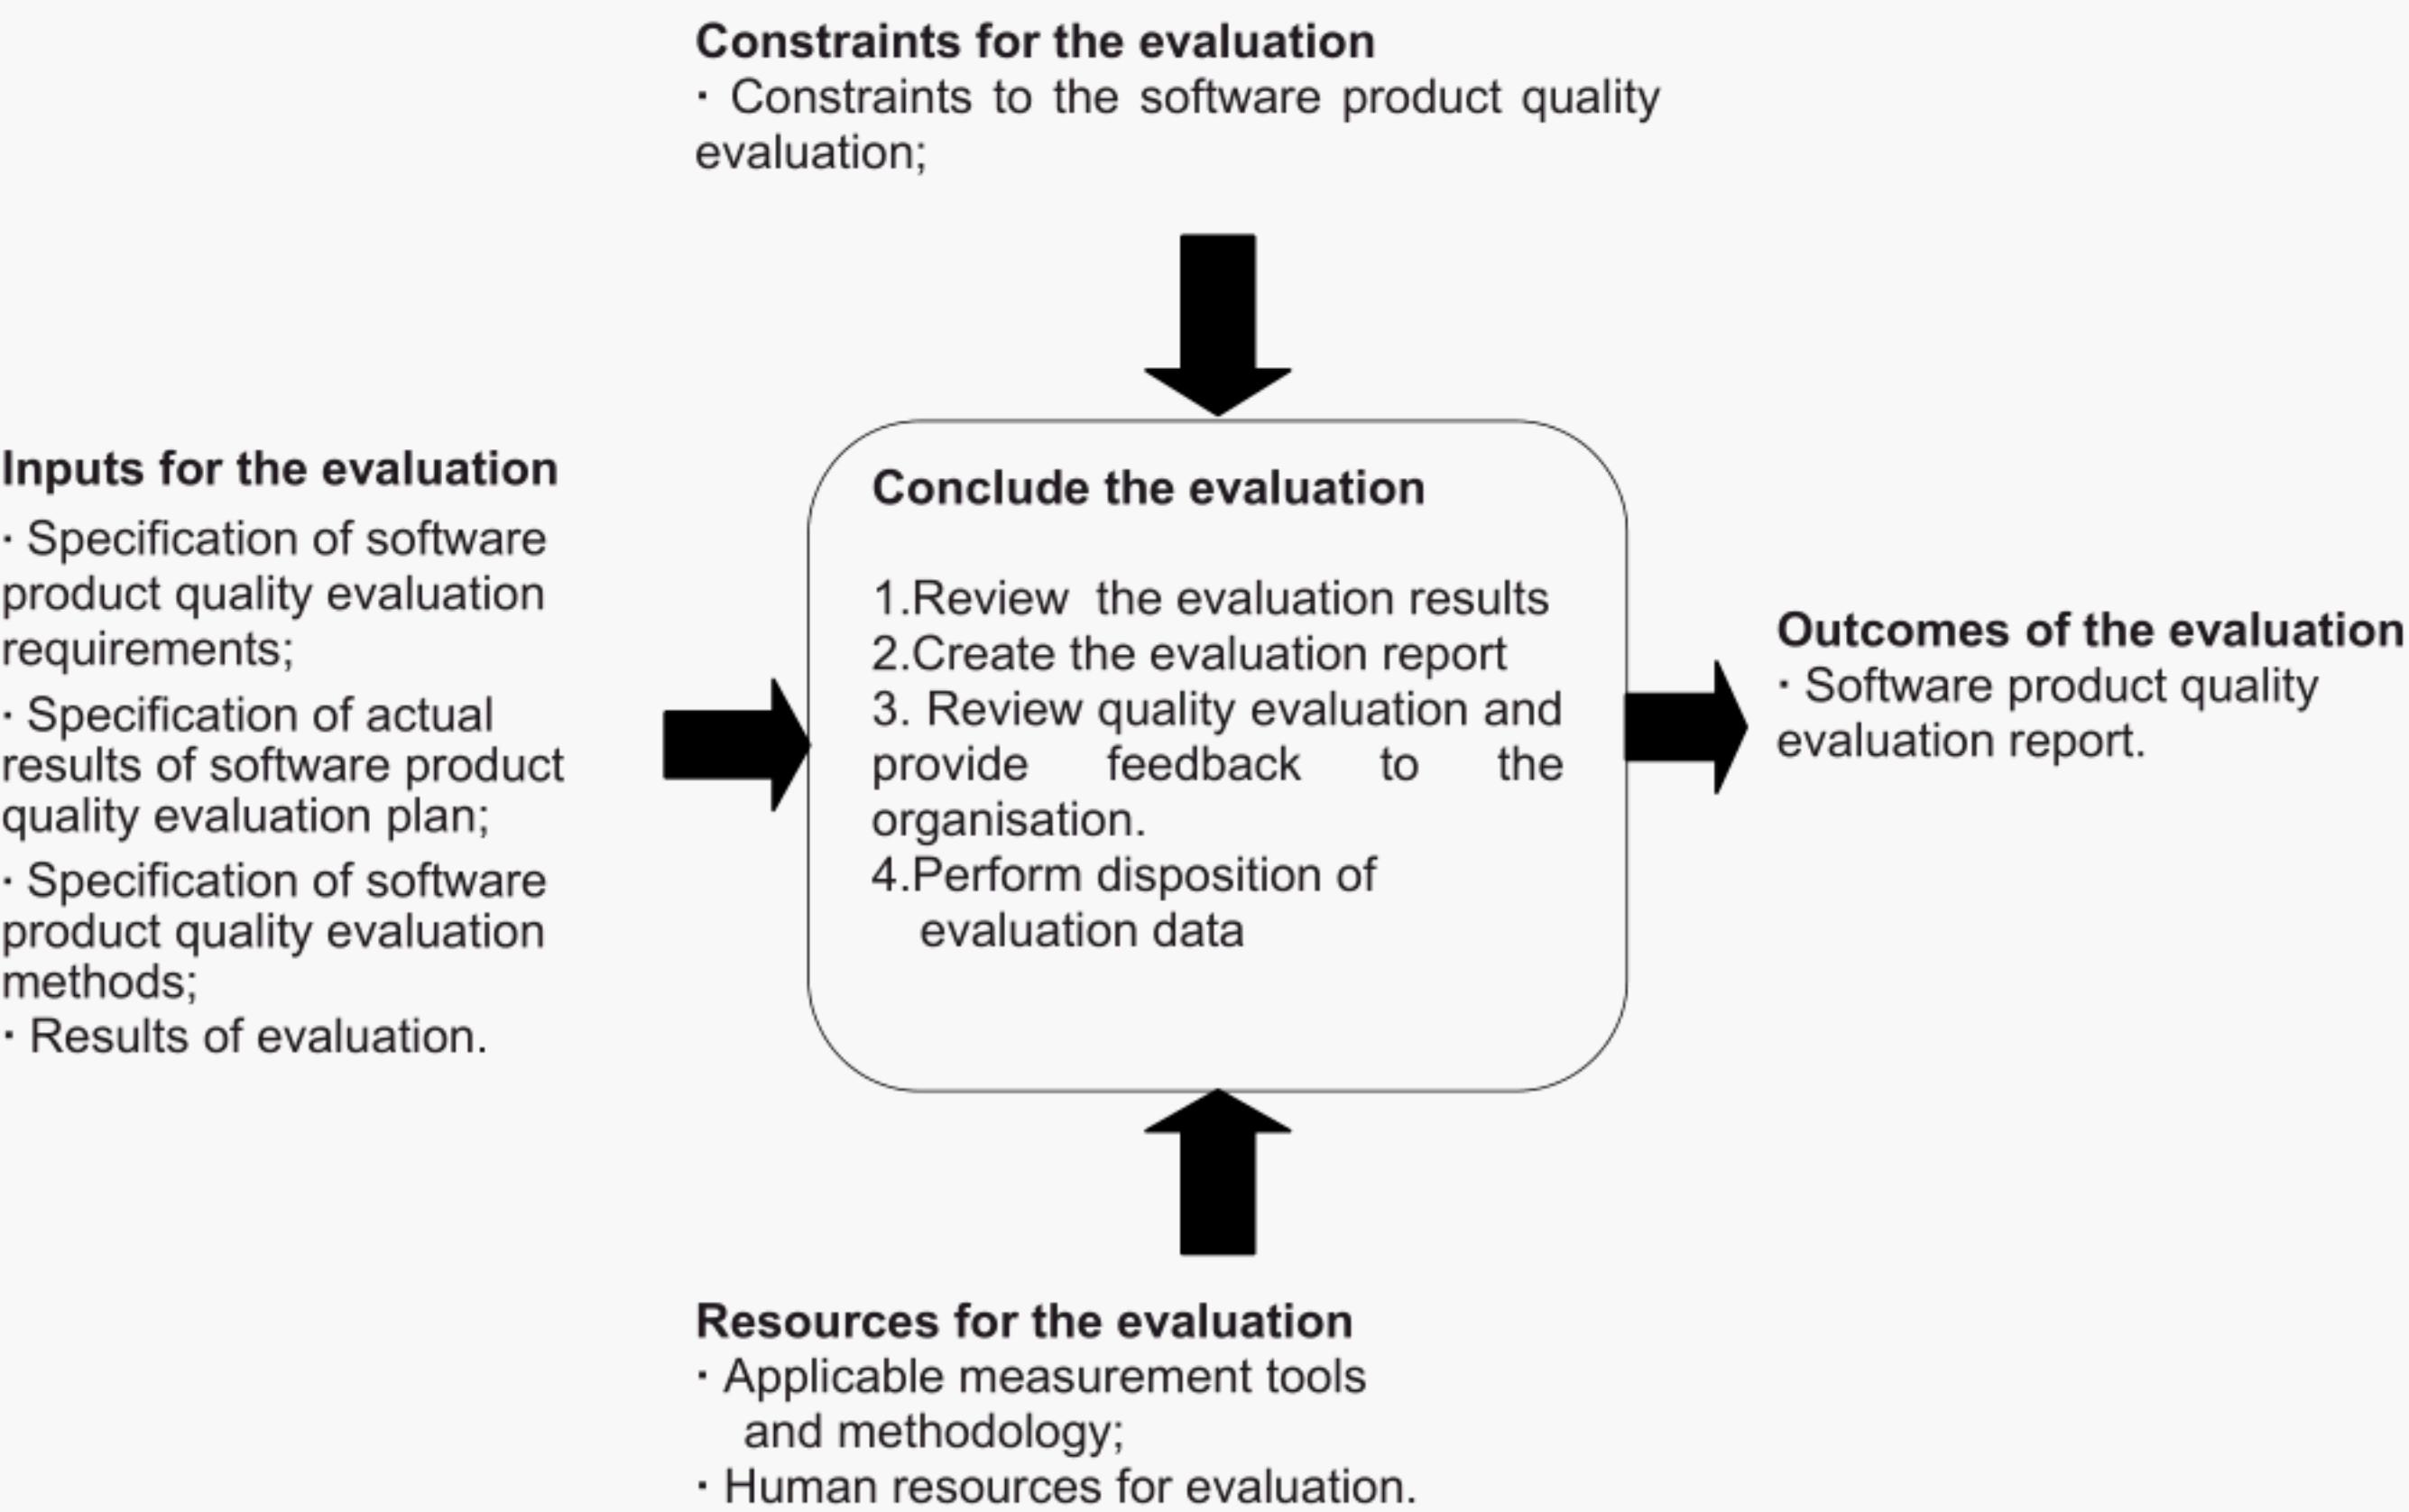 Constraints for the evaluation
· Constraints to the software product quality
evaluation;
Inputs for the evaluation
· Specification of software
product quality evaluation
requirements;
· Specification of actual
results of software product
quality evaluation plan;
· Specification of software
product quality evaluation
methods;
· Results of evaluation.
Conclude the evaluation
1.Review the evaluation results
2.Create the evaluation report
3. Review quality evaluation and
provide feedback to the
organisation.
4.Perform disposition of
evaluation data
Outcomes of the evaluation
· Software product quality
evaluation report.
Resources for the evaluation
· Applicable measurement tools
and methodology;
· Human resources for evaluation.